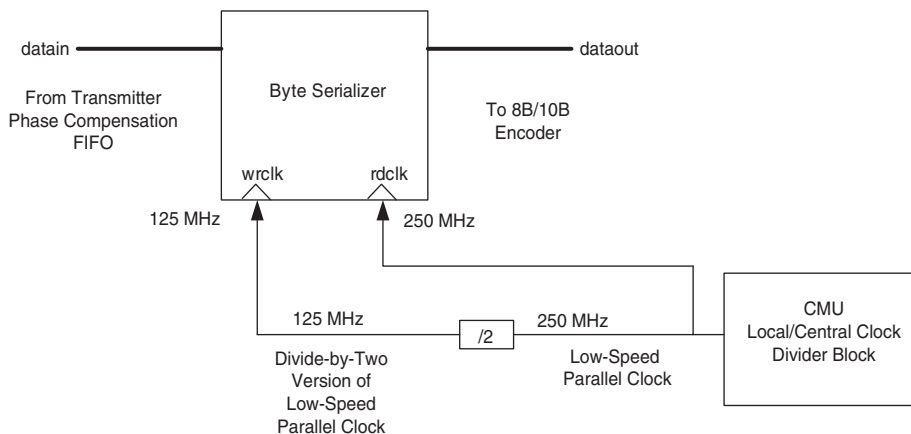 datain
dataout
Byte Serializer
From Transmitter
Phase Compensation
FIFO
To 8B/10B
Encoder
wrclk
rdclk
125 MHz
250 MHz
125 MHz
/2
250 MHz
CMU
Local/Central Clock
Divider Block
Divide-by-Two
Version of
Low-Speed
Parallel Clock
Low-Speed
Parallel Clock